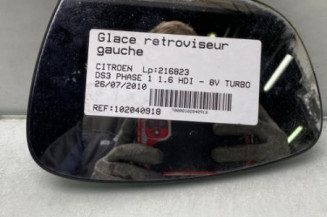 Glace retroviseur
gauche
CITROEN Lp:216823
DS3 PHASE 1 1.6 HDI - 8V TURBO
26/07/2010
REF:102040918